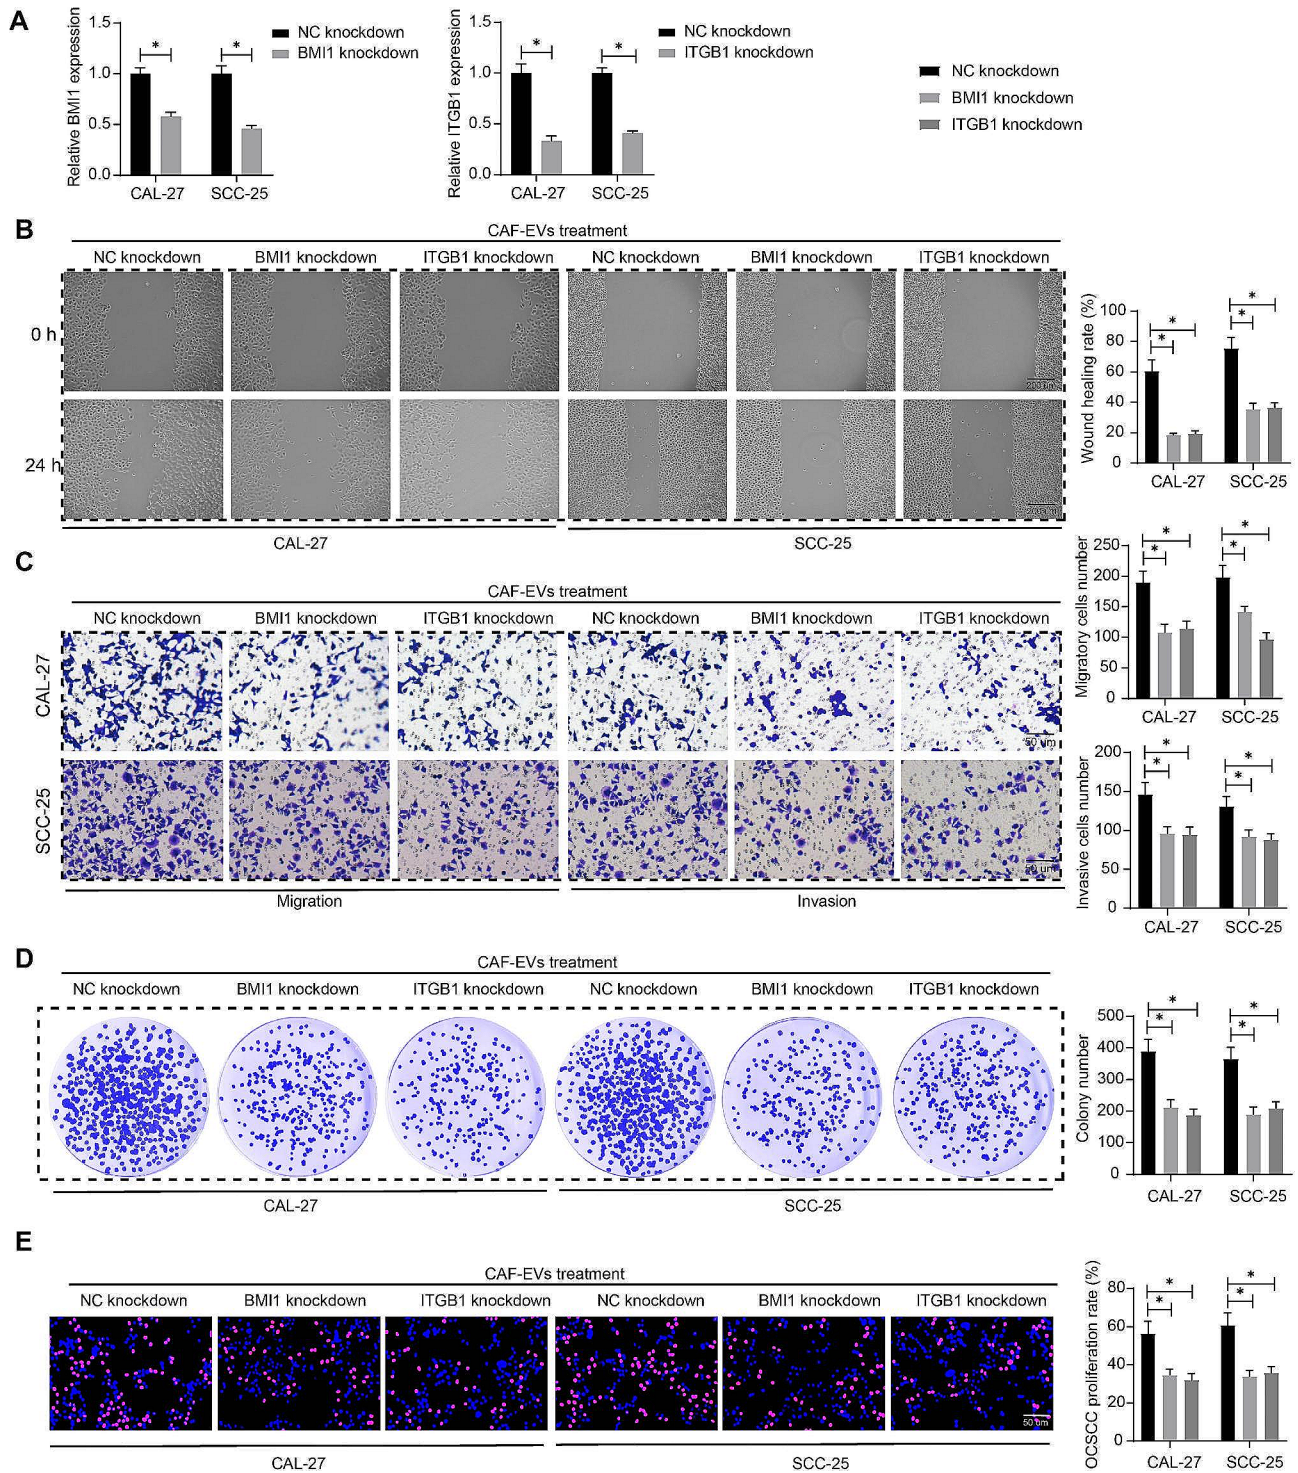 A
Relative BMI1 expression
1.5
1.0
0.5
0.0
*
*
CAL-27
SCC-25
NC knockdown
BMI1 knockdown
Relative ITGB1 expression
1.5
1.0
0.5
0.0
*
*
CAL-27
SCC-25
NC knockdown
ITGB1 knockdown
NC knockdown
BMI1 knockdown
ITGB1 knockdown
B
CAF-EVs treatment
NC knockdown BMI1 knockdown ITGB1 knockdown NC knockdown BMI1 knockdown ITGB1 knockdown
0 h
24 h
CAL-27
SCC-25
Wound healing rate (%)
100
80
60
40
20
0
*
*
*
*
CAL-27
SCC-25
C
CAF-EVs treatment
NC knockdown BMI1 knockdown ITGB1 knockdown NC knockdown BMI1 knockdown ITGB1 knockdown
CAL-27
50 um
SCC-25
Migration
Invasion
Migratory cells number
250
200
150
100
50
0
*
*
*
*
CAL-27
SCC-25
Invasive cells number
200
150
100
50
0
*
*
*
*
CAL-27
SCC-25
D
CAF-EVs treatment
NC knockdown BMI1 knockdown ITGB1 knockdown NC knockdown BMI1 knockdown ITGB1 knockdown
CAL-27
SCC-25
Colony number
500
400
300
200
100
0
*
*
*
*
CAL-27
SCC-25
E
CAF-EVs treatment
NC knockdown BMI1 knockdown ITGB1 knockdown NC knockdown BMI1 knockdown ITGB1 knockdown
50 um
CAL-27
SCC-25
OCSCC proliferation rate (%)
80
60
40
20
0
*
*
*
*
CAL-27
SCC-25